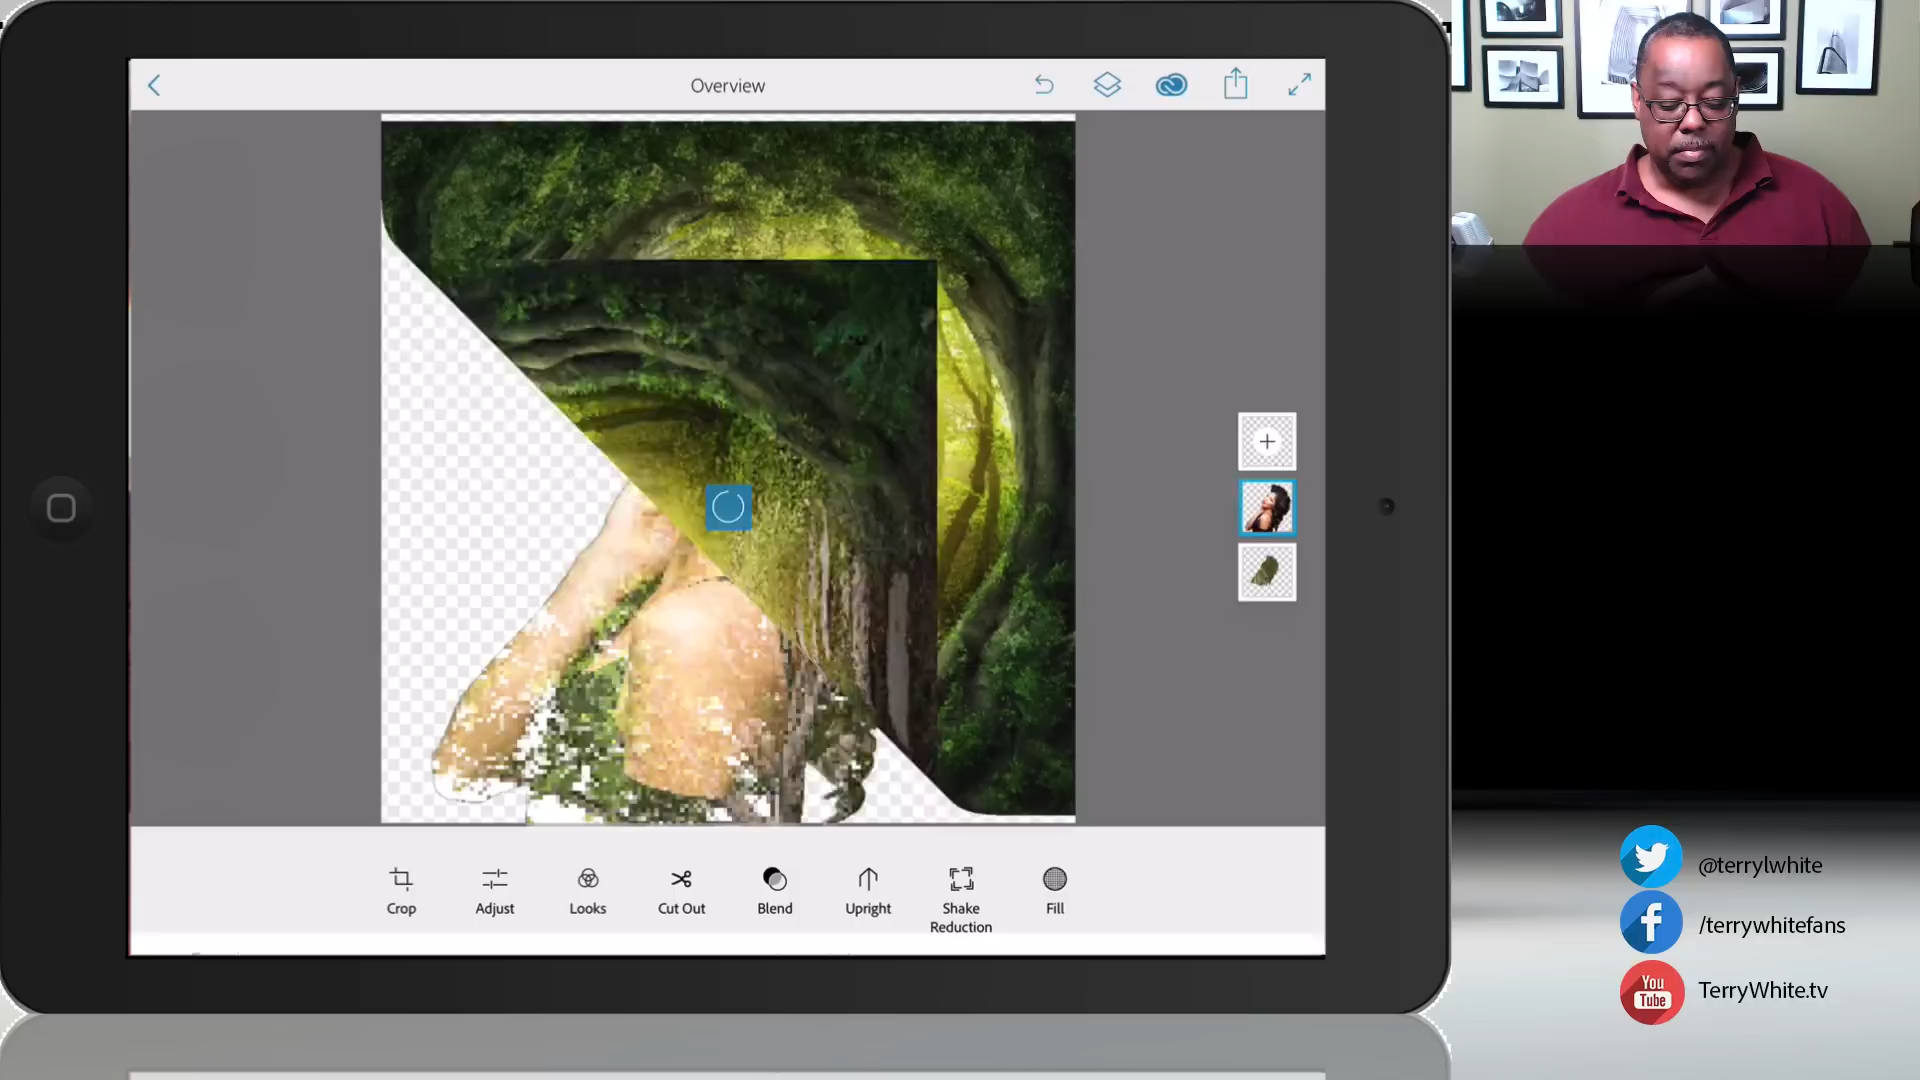 Overview
Crop
Adjust
Looks
Cut Out
Blend
Upright
Shake
Reduction
Fill
@terrylwhite
/terrywhitefans
You
Tube
TerryWhite.tv